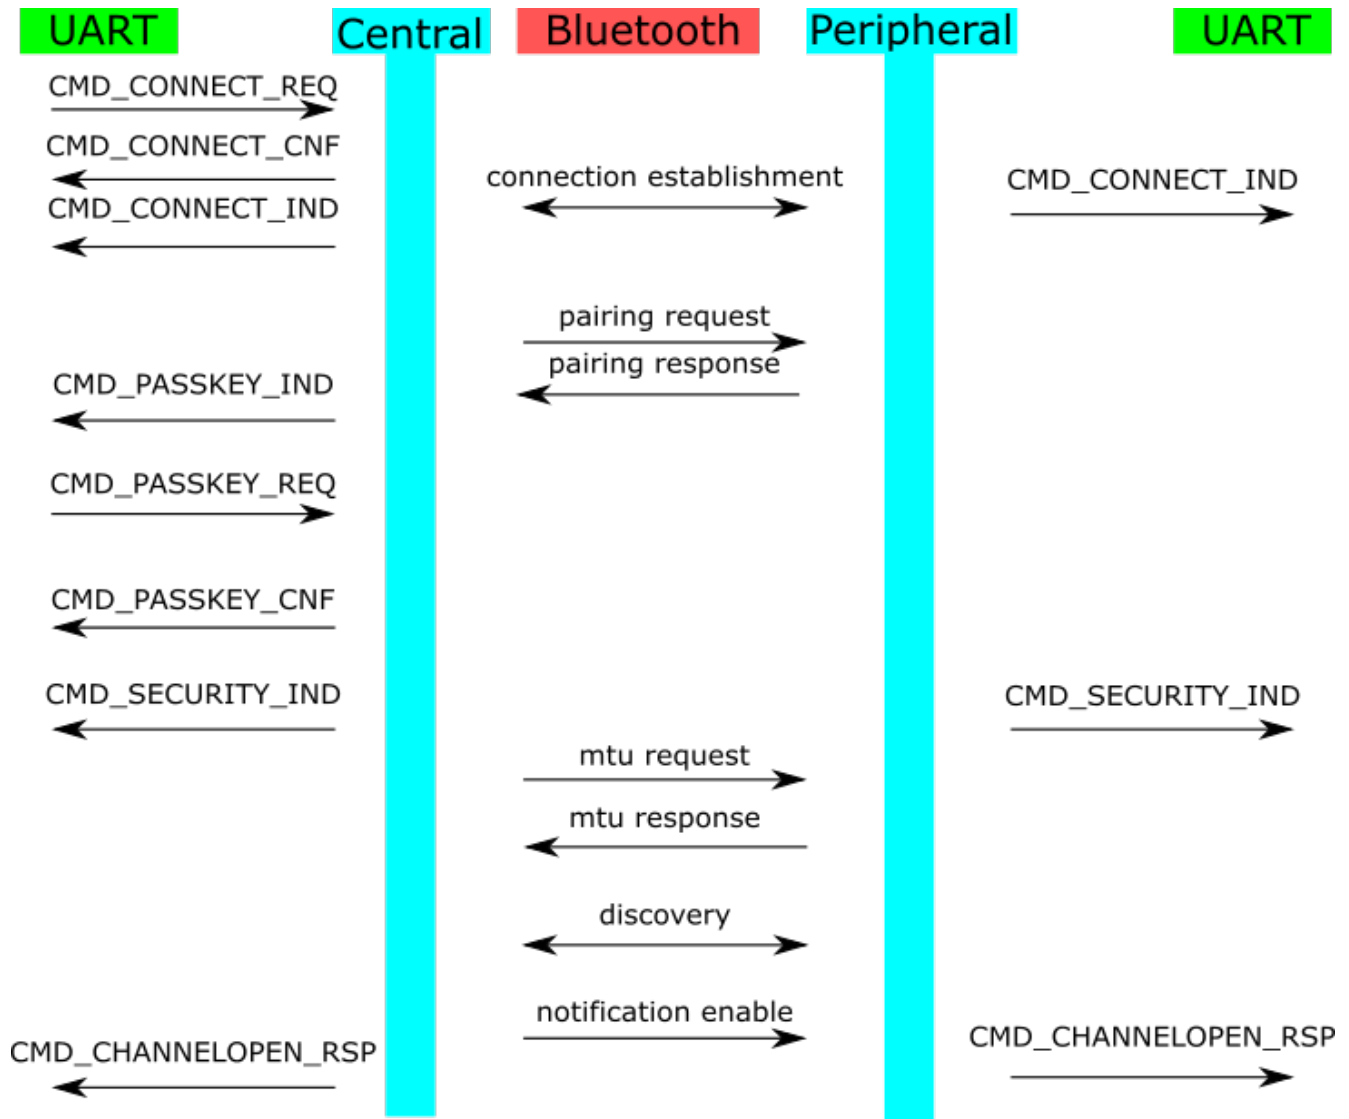 UART
Central
Bluetooth
Peripheral
UART
CMD_CONNECT_REQ
CMD_CONNECT_CNF
connection establishment
CMD_CONNECT_IND
CMD_CONNECT_IND
pairing request
pairing response
CMD_PASSKEY_IND
CMD_PASSKEY_REQ
CMD_PASSKEY_CNF
CMD_SECURITY_IND
CMD_SECURITY_IND
mtu request
mtu response
discovery
notification enable
CMD_CHANNELOPEN_RSP
CMD_CHANNELOPEN_RSP